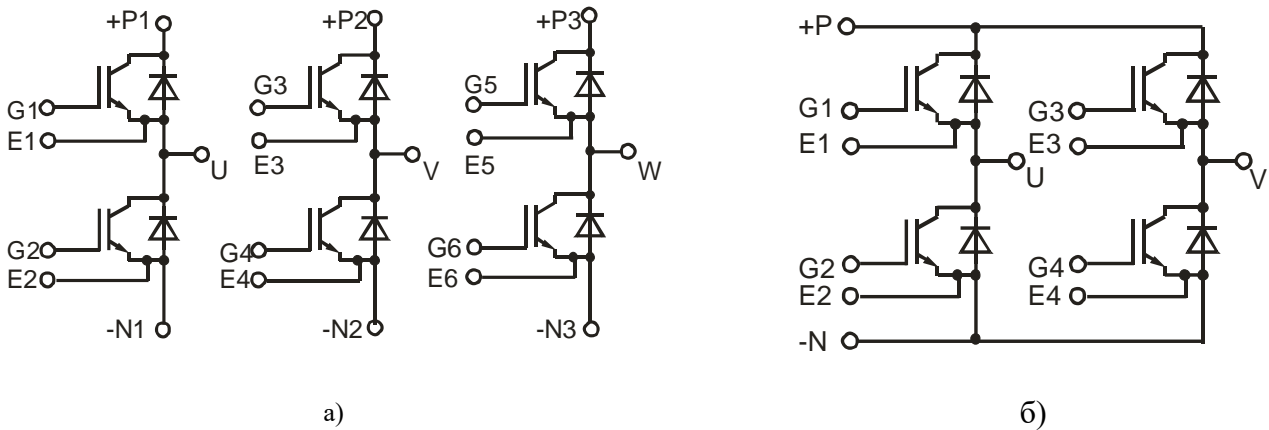 +P1
+P2
+P3
G1
E1
G3
E3
G5
E5
U
V
W
G2
E2
G4
E4
G6
E6
-N1
-N2
-N3
а)
+P
G1
E1
G3
E3
U
V
G2
E2
G4
E4
-N
б)